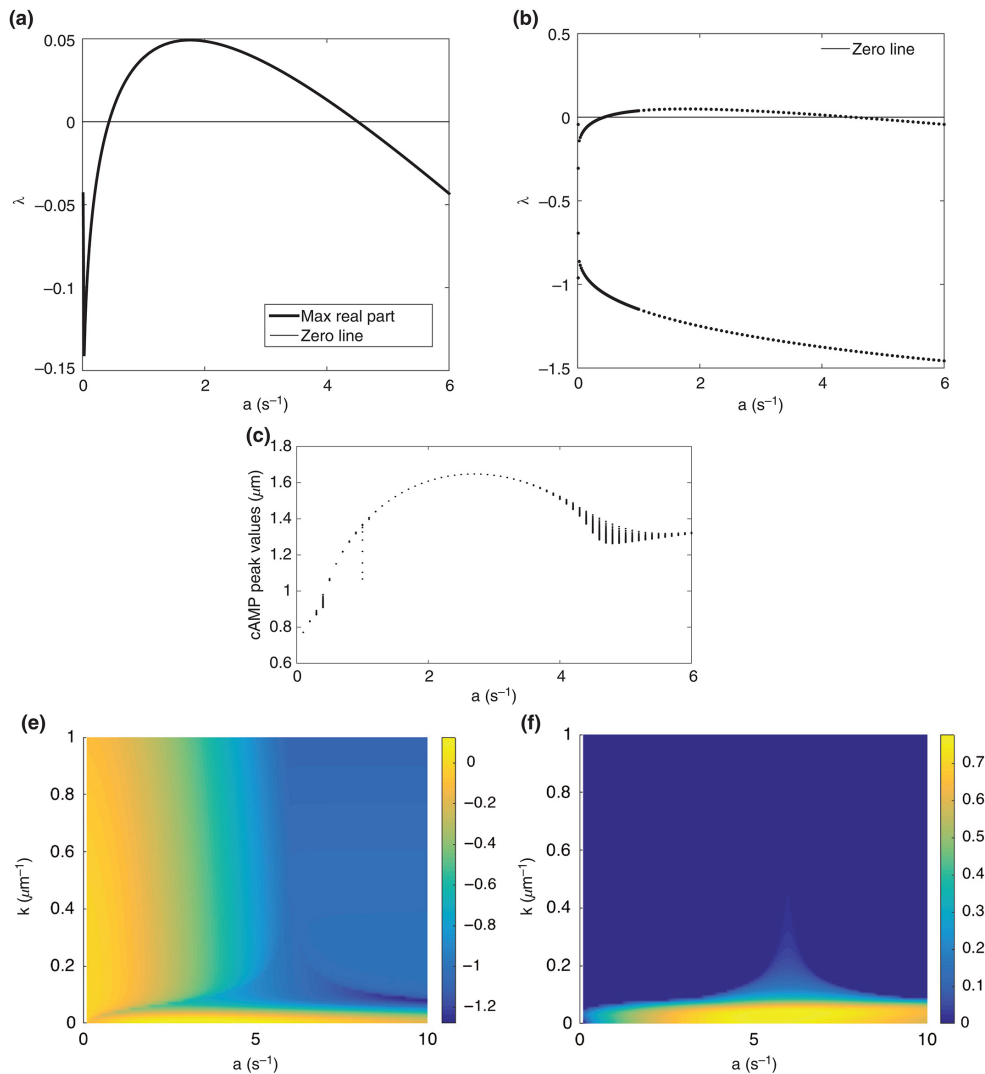 (a)
0.05
0
−0.05
−0.1
−0.15
λ
Max real part
Zero line
0 2 4 6
a (s⁻¹)
(b)
0.5
0
−0.5
−1
−1.5
λ
Zero line
0 2 4 6
a (s⁻¹)
(c)
1.8
1.6
1.4
1.2
1
0.8
0.6
cAMP peak values (μm)
0 2 4 6
a (s⁻¹)
(e)
1
0.8
0.6
0.4
0.2
0
k (μm⁻¹)
0 5 10
a (s⁻¹)
0
−0.2
−0.4
−0.6
−0.8
−1
−1.2
(f)
1
0.8
0.6
0.4
0.2
0
k (μm⁻¹)
0 5 10
a (s⁻¹)
0.7
0.6
0.5
0.4
0.3
0.2
0.1
0